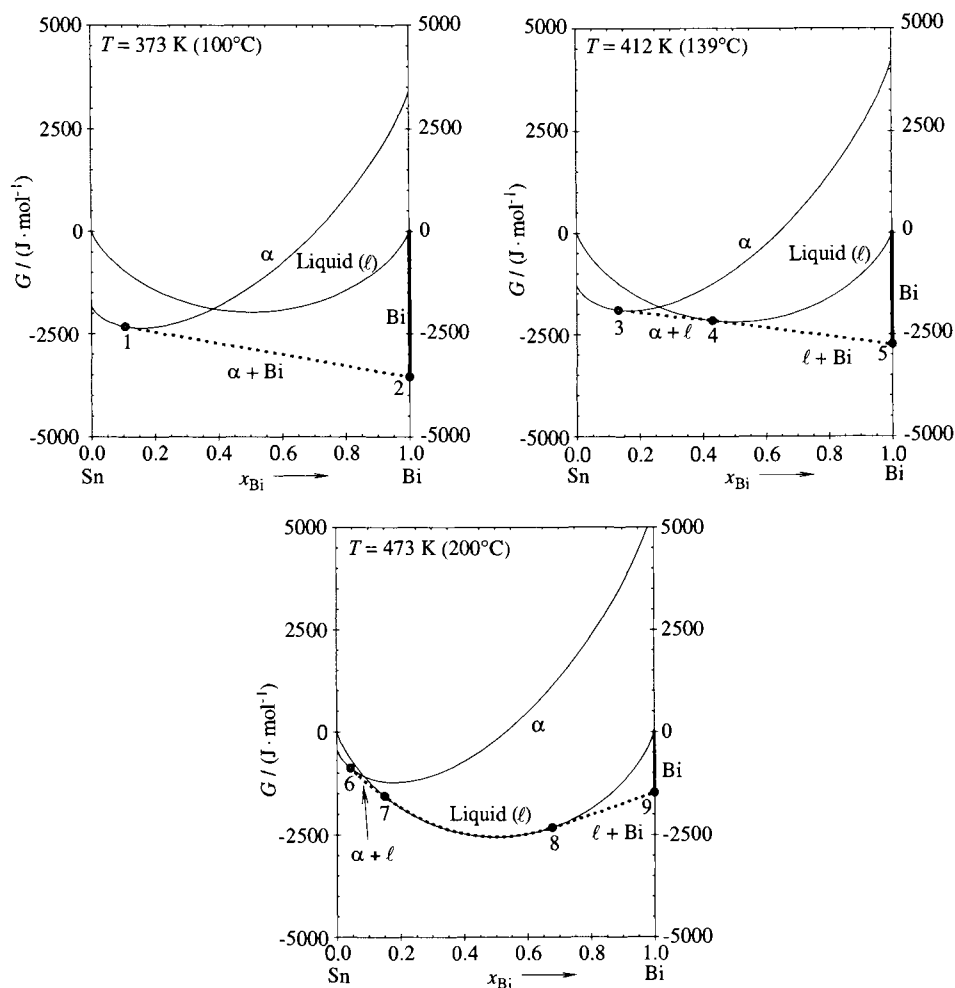 T = 373 K (100°C)
5000
2500
0
-2500
-5000
G / (J · mol⁻¹)
α
Liquid (ℓ)
Bi
1
α + Bi
2
5000
2500
0
-2500
-5000
0.0 0.2 0.4 0.6 0.8 1.0
Sn x_Bi Bi
T = 412 K (139°C)
5000
2500
0
-2500
-5000
G / (J · mol⁻¹)
α
Liquid (ℓ)
Bi
3
α + ℓ
4
ℓ + Bi
5
5000
2500
0
-2500
-5000
0.0 0.2 0.4 0.6 0.8 1.0
Sn x_Bi Bi
T = 473 K (200°C)
5000
2500
0
-2500
-5000
G / (J · mol⁻¹)
α
Bi
6
7
Liquid (ℓ)
8
9
ℓ + Bi
α + ℓ
5000
2500
0
-2500
-5000
0.0 0.2 0.4 0.6 0.8 1.0
Sn x_Bi Bi